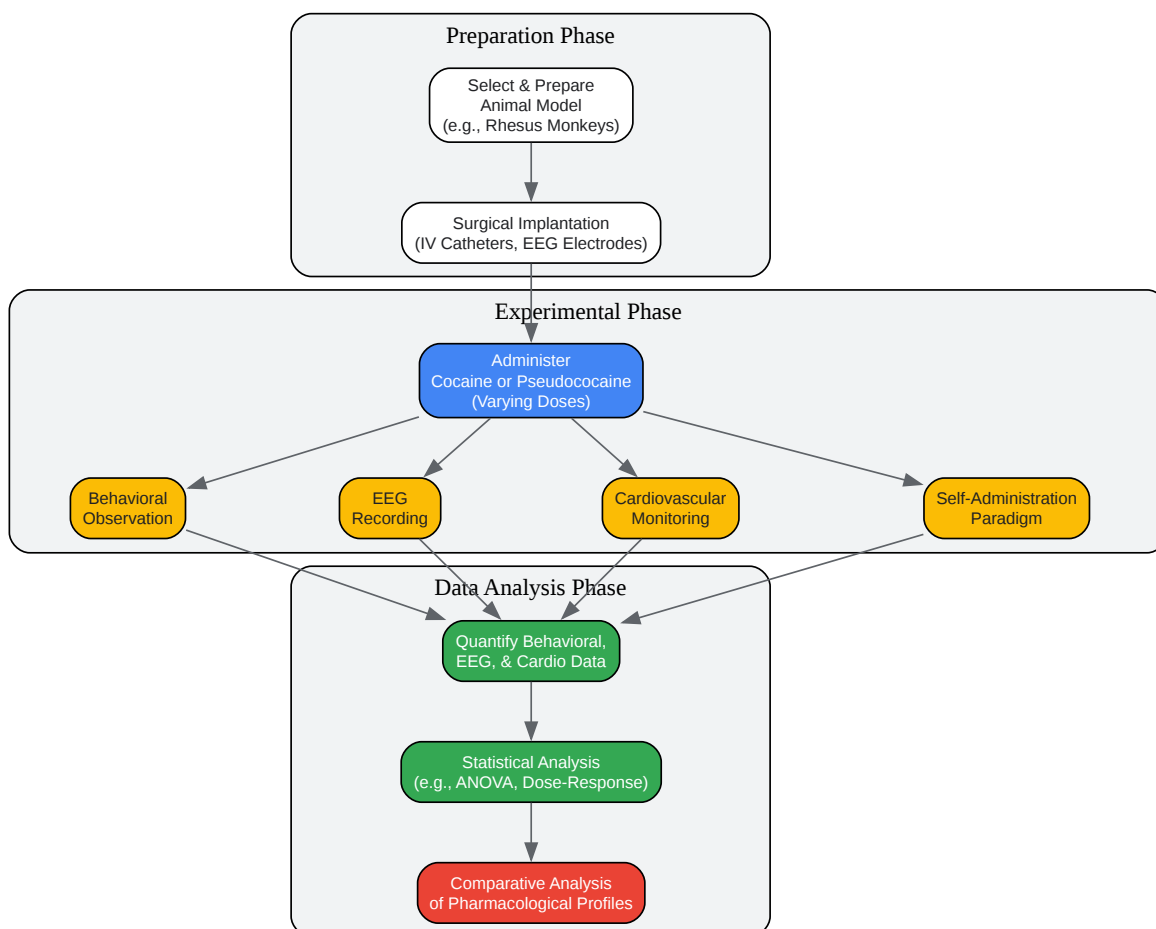 Preparation Phase
Select & Prepare
Animal Model
(e.g., Rhesus Monkeys)
Surgical Implantation
(IV Catheters, EEG Electrodes)
Experimental Phase
Administer
Cocaine or Pseudococaine
(Varying Doses)
Behavioral
Observation
EEG
Recording
Cardiovascular
Monitoring
Self-Administration
Paradigm
Data Analysis Phase
Quantify Behavioral,
EEG, & Cardio Data
Statistical Analysis
(e.g., ANOVA, Dose-Response)
Comparative Analysis
of Pharmacological Profiles